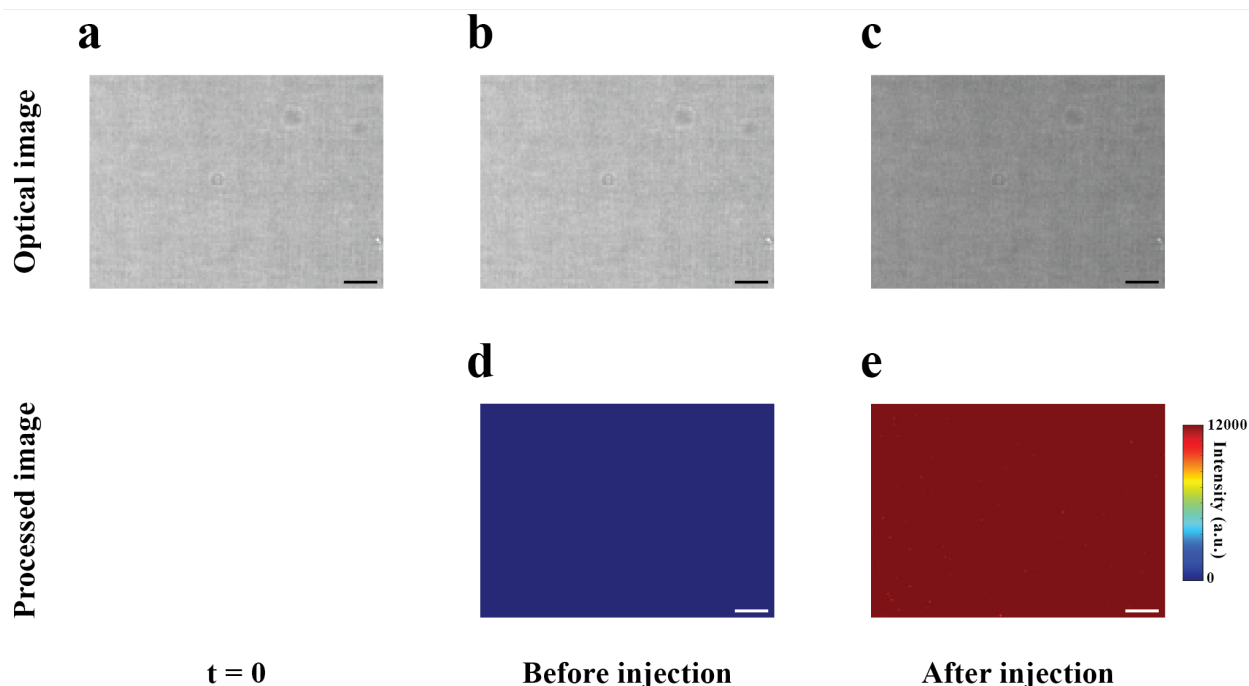 a
b
c
Optical image
d
e
Processed image
12000
Intensity (a.u.)
0
t = 0
Before injection
After injection